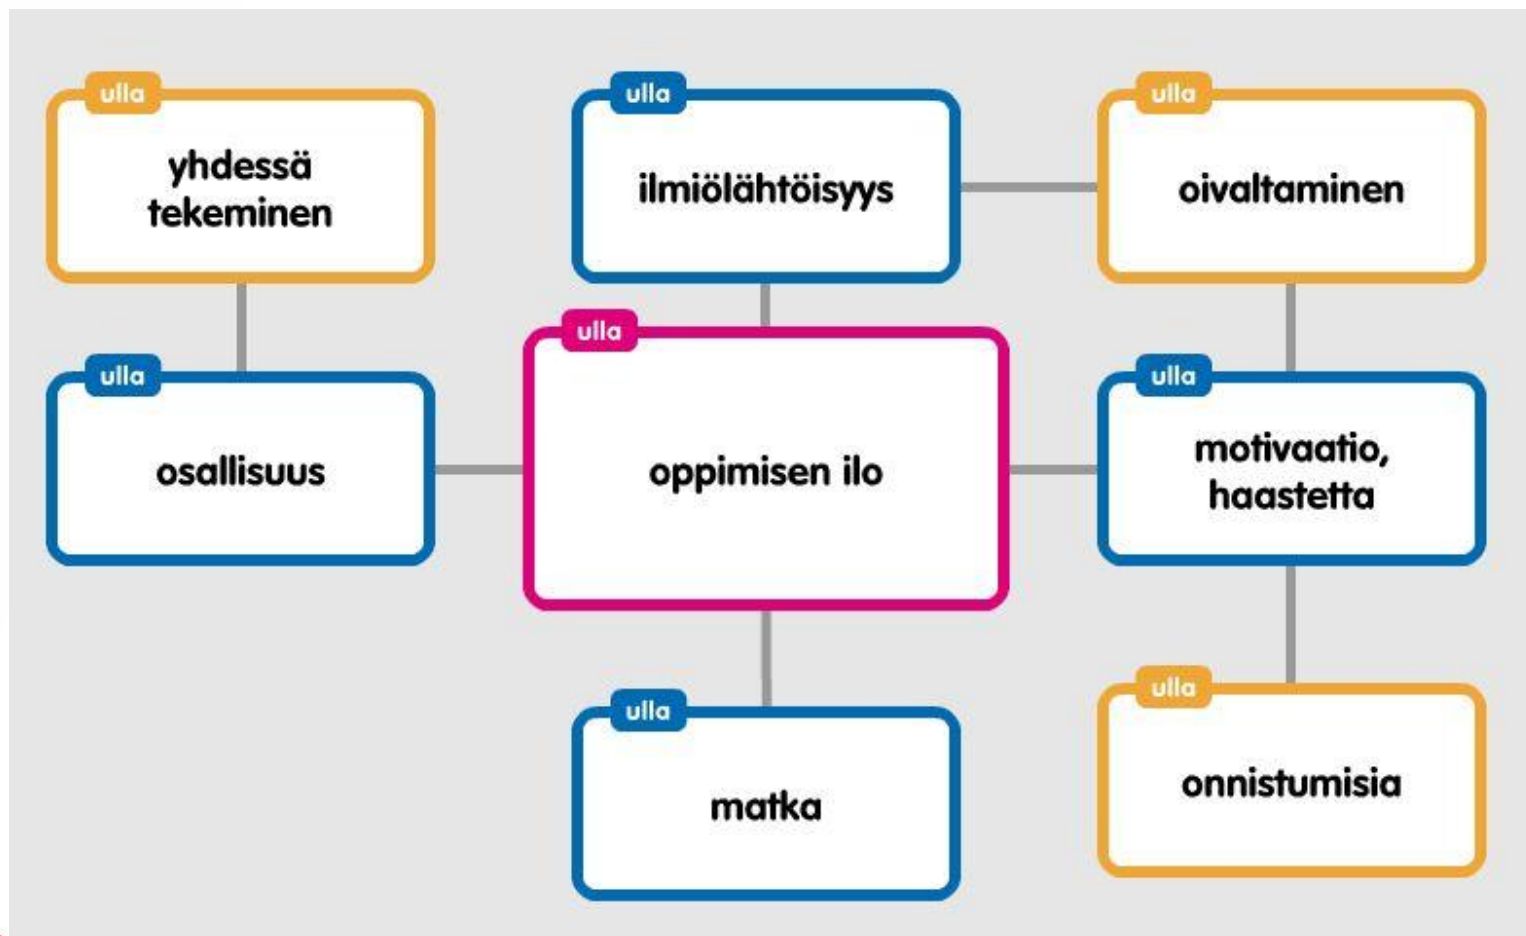 ulla
yhdessä
tekeminen
ulla
ilmiölähtöisyys
ulla
oivaltaminen
ulla
osallisuus
ulla
oppimisen ilo
ulla
motivaatio,
haastetta
ulla
matka
ulla
onnistumisia